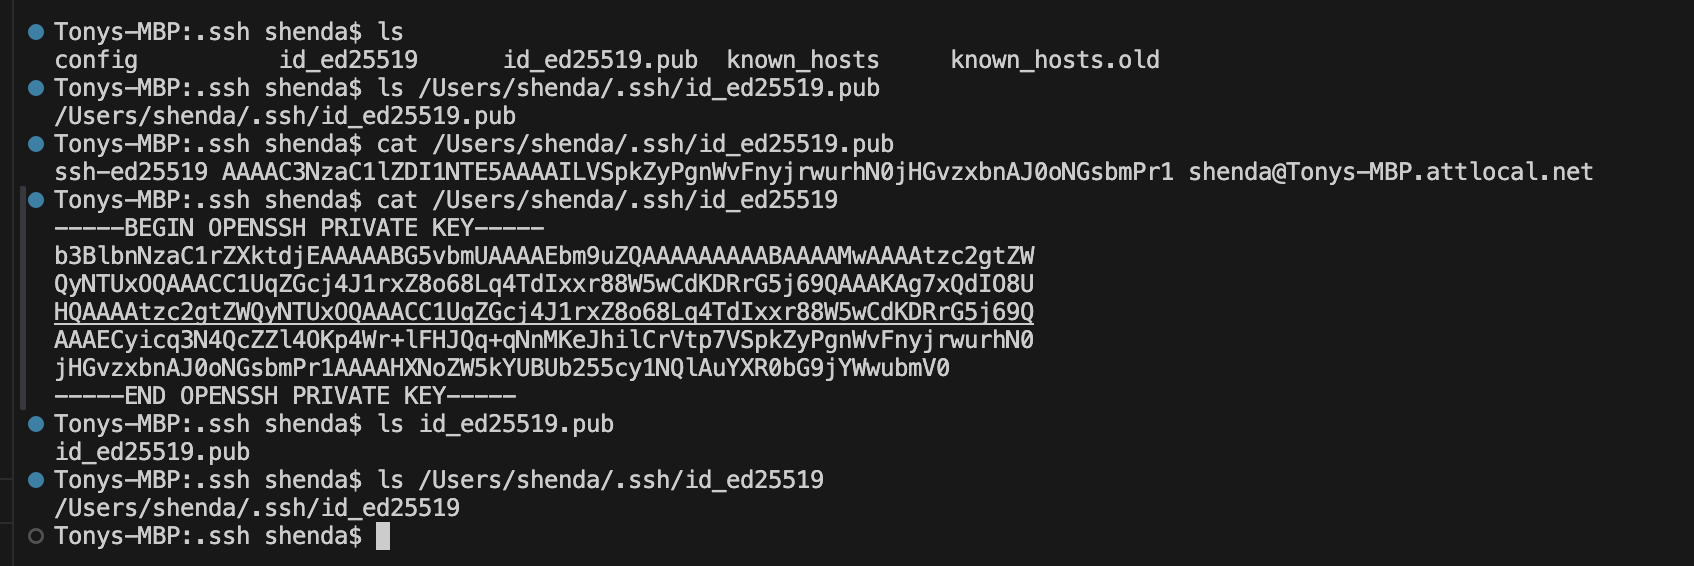 Tonys-MBP:.ssh shenda$ ls
config id_ed25519 id_ed25519.pub known_hosts known_hosts.old
Tonys-MBP:.ssh shenda$ ls /Users/shenda/.ssh/id_ed25519.pub
/Users/shenda/.ssh/id_ed25519.pub
Tonys-MBP:.ssh shenda$ cat /Users/shenda/.ssh/id_ed25519.pub
ssh-ed25519 AAAAC3NzaC1lZDI1NTE5AAAAILVSpkZyPgnWvFnyjrwurhN0jHGvzxbnAJ0oNGsbmPr1 shenda@Tonys-MBP.attlocal.net
Tonys-MBP:.ssh shenda$ cat /Users/shenda/.ssh/id_ed25519
-----BEGIN OPENSSH PRIVATE KEY-----
b3BlbnNzaC1rZXktdjEAAAAABG5vbmUAAAAEbm9uZQAAAAAAAAABAAAAMwAAAAtzc2gtZW
QyNTUxOQAAACC1UqZGcj4J1rxZ8o68Lq4TdIxxr88W5wCdKDRrG5j69QAAAKAg7xQdIO8U
HQAAAAtzc2gtZWQyNTUxOQAAACC1UqZGcj4J1rxZ8o68Lq4TdIxxr88W5wCdKDRrG5j69Q
AAAECyicq3N4QcZZl4OKp4Wr+lFHJQq+qNnMKeJhilCrVtp7VSpkZyPgnWvFnyjrwurhN0
jHGvzxbnAJ0oNGsbmPr1AAAAHXNoZW5kYUBUb255cy1NQlAuYXR0bG9jYWwubmV0
-----END OPENSSH PRIVATE KEY-----
Tonys-MBP:.ssh shenda$ ls id_ed25519.pub
id_ed25519.pub
Tonys-MBP:.ssh shenda$ ls /Users/shenda/.ssh/id_ed25519
/Users/shenda/.ssh/id_ed25519
Tonys-MBP:.ssh shenda$